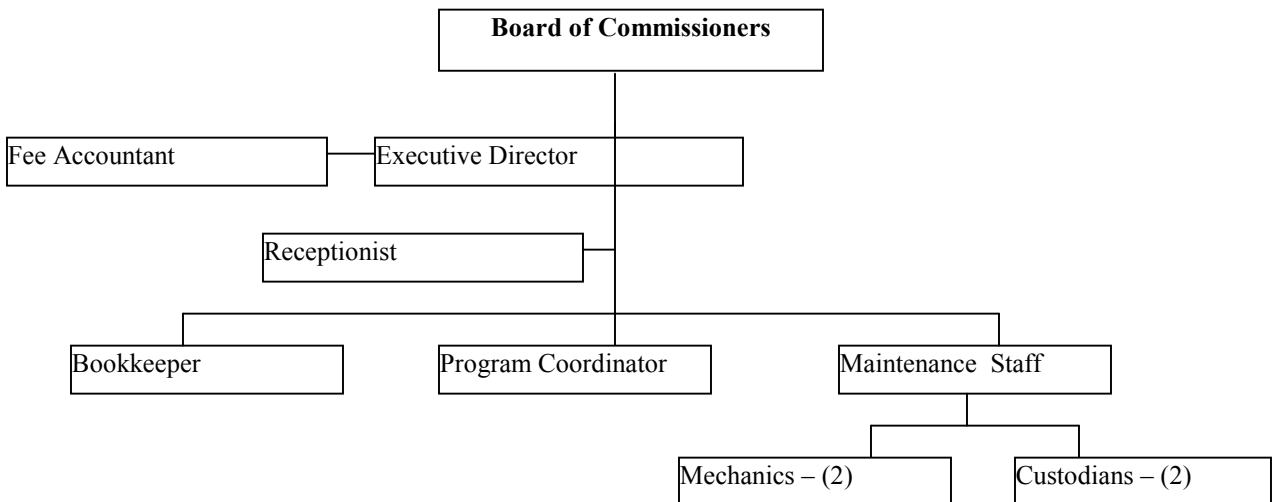 Board of Commissioners
Fee Accountant
Executive Director
Receptionist
Bookkeeper
Program Coordinator
Maintenance Staff
Mechanics – (2)
Custodians – (2)